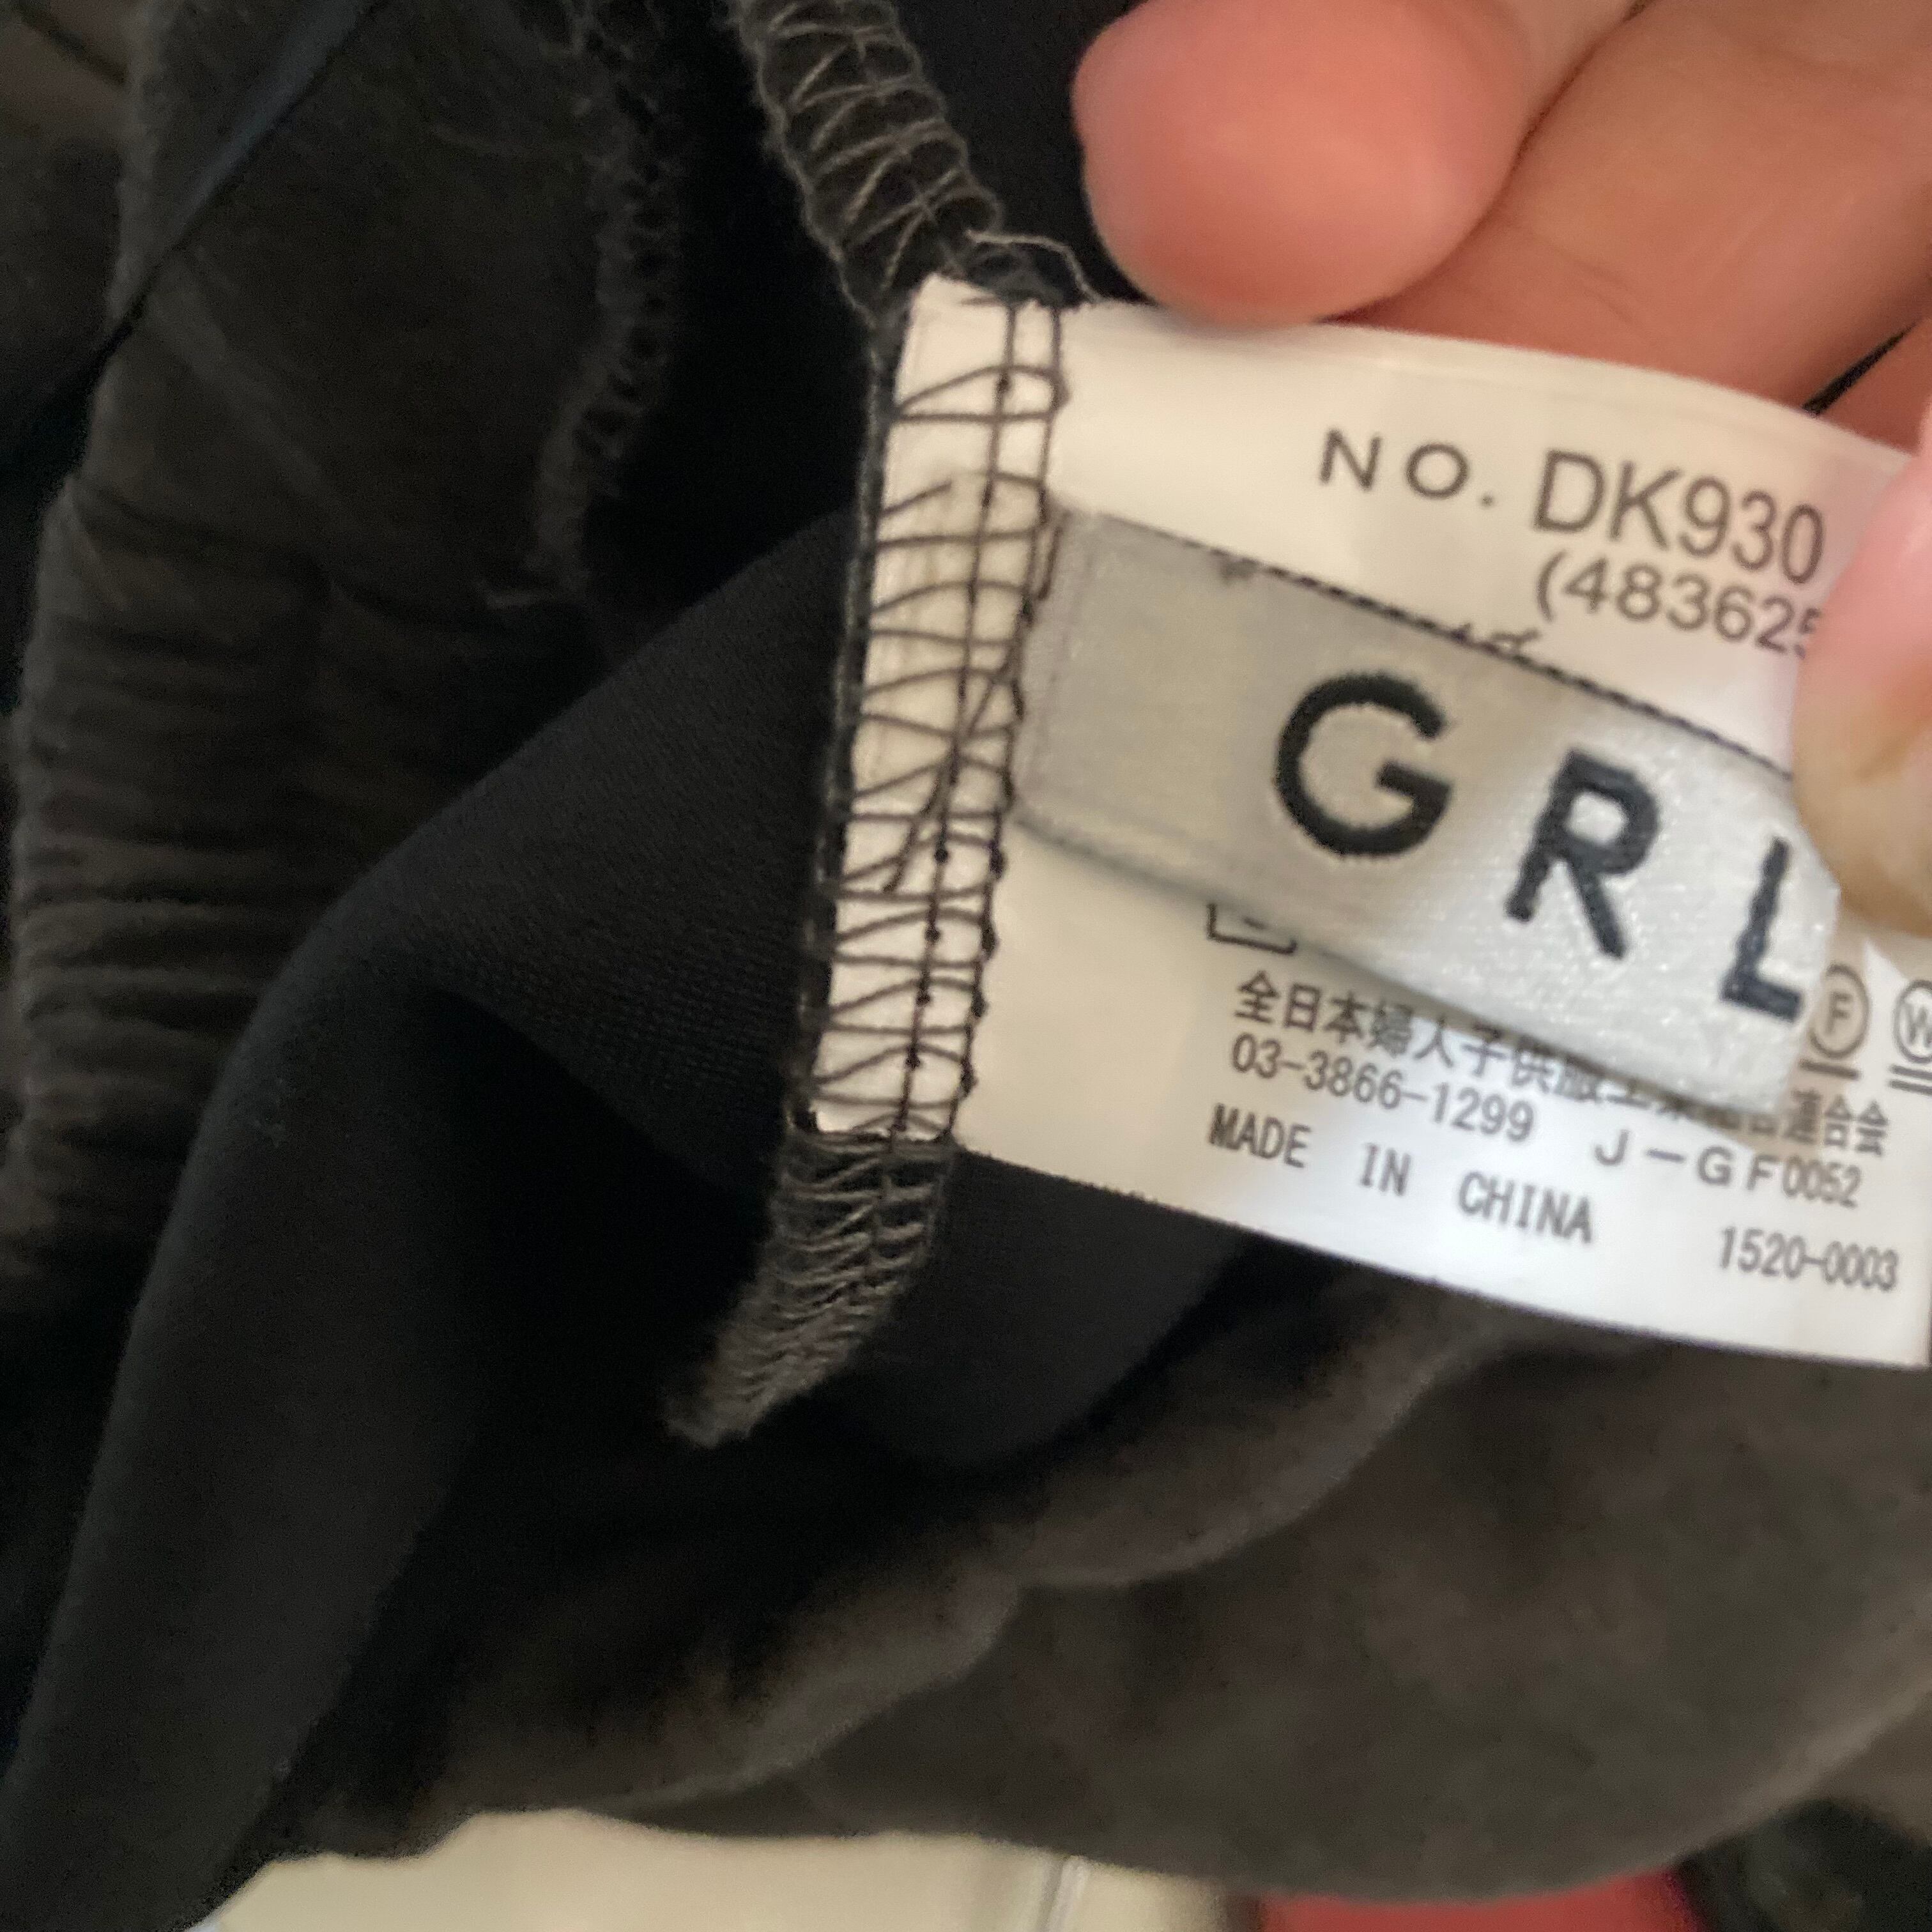 NO. DK930
(483625
GRL
F W
全日本婦人子供服工業組合連合会
03-3866-1299 J-GF0052
MADE IN CHINA
1520-0003